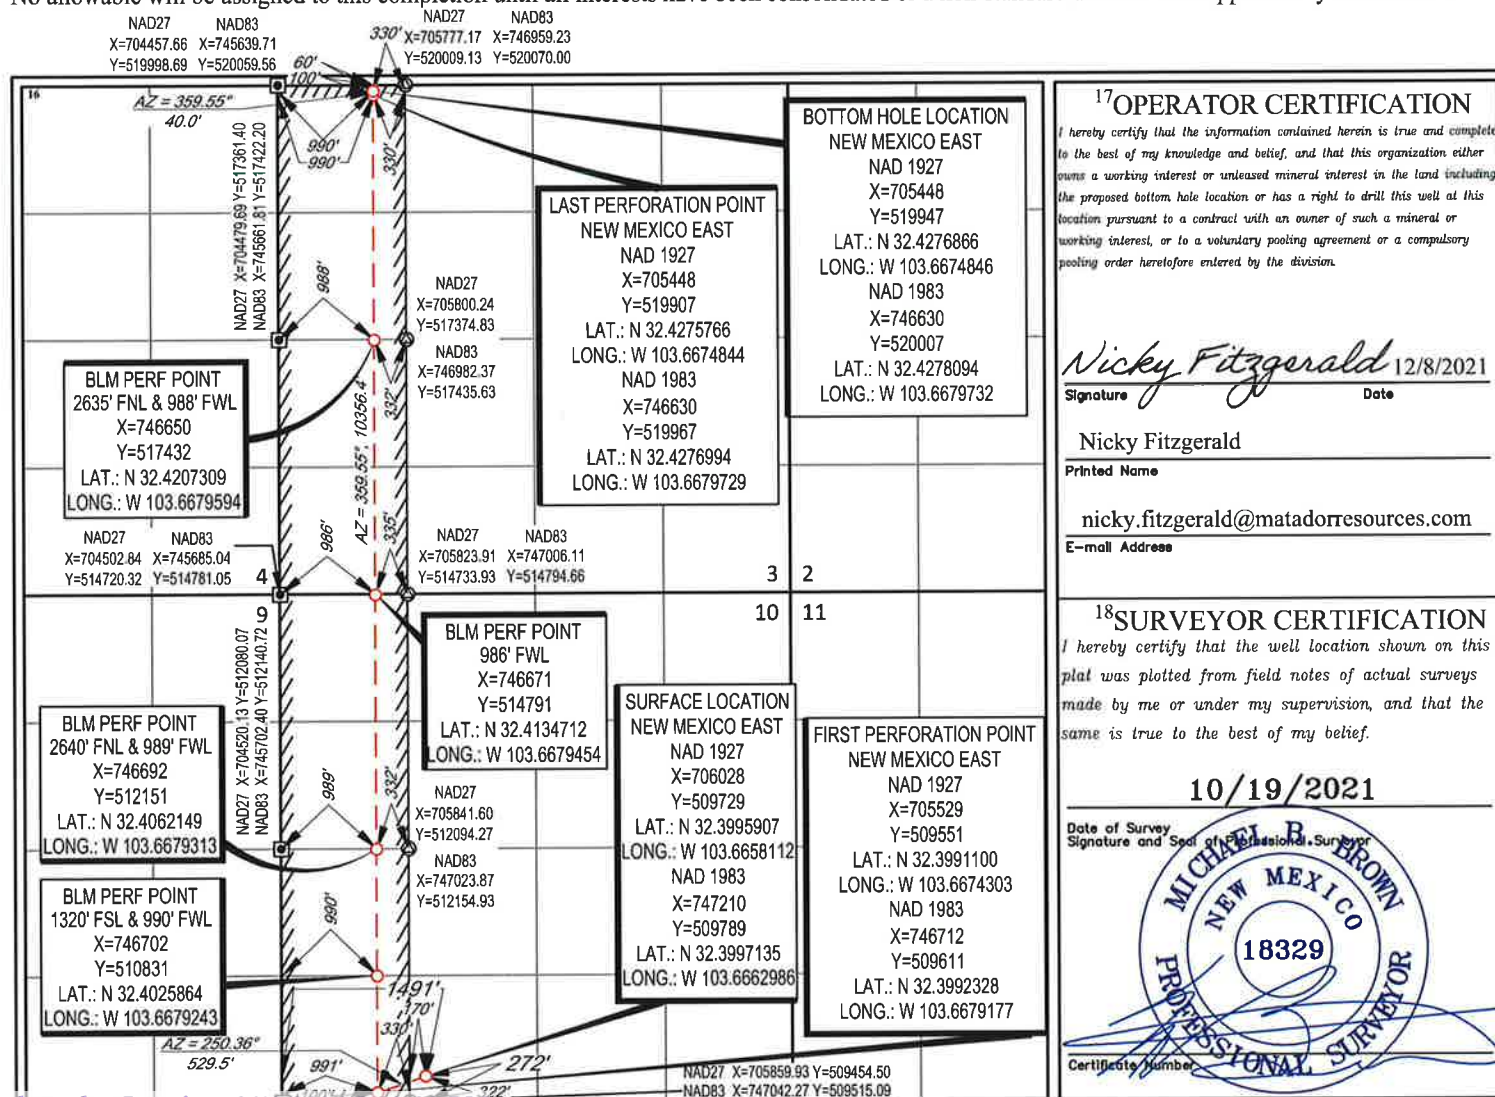 NAD27 NAD83
X=704457.66 X=745639.71
Y=519998.69 Y=520059.56
NAD27 NAD83
X=705777.17 X=746959.23
Y=520009.13 Y=520070.00
330'
60'
100'
16
AZ = 359.55°
40.0'
990'
990'
330'
NAD27 X=704479.69 Y=517361.40
NAD83 X=745661.81 Y=517422.20
988'
NAD27
X=705800.24
Y=517374.83
NAD83
X=746982.37
Y=517435.63
332'
AZ = 359.55°, 10356.4'
BLM PERF POINT
2635' FNL & 988' FWL
X=746650
Y=517432
LAT.: N 32.4207309
LONG.: W 103.6679594
LAST PERFORATION POINT
NEW MEXICO EAST
NAD 1927
X=705448
Y=519907
LAT.: N 32.4275766
LONG.: W 103.6674844
NAD 1983
X=746630
Y=519967
LAT.: N 32.4276994
LONG.: W 103.6679729
BOTTOM HOLE LOCATION
NEW MEXICO EAST
NAD 1927
X=705448
Y=519947
LAT.: N 32.4276866
LONG.: W 103.6674846
NAD 1983
X=746630
Y=520007
LAT.: N 32.4278094
LONG.: W 103.6679732
NAD27 NAD83
X=704502.84 X=745685.04
Y=514720.32 Y=514781.05
986'
335'
NAD27 NAD83
X=705823.91 X=747006.11
Y=514733.93 Y=514794.66
4
3 2
9
10 11
BLM PERF POINT
986' FWL
X=746671
Y=514791
LAT.: N 32.4134712
LONG.: W 103.6679454
NAD27 X=704520.13 Y=512080.07
NAD83 X=745702.40 Y=512140.72
BLM PERF POINT
2640' FNL & 989' FWL
X=746692
Y=512151
LAT.: N 32.4062149
LONG.: W 103.6679313
989'
332'
NAD27
X=705841.60
Y=512094.27
NAD83
X=747023.87
Y=512154.93
BLM PERF POINT
1320' FSL & 990' FWL
X=746702
Y=510831
LAT.: N 32.4025864
LONG.: W 103.6679243
990'
SURFACE LOCATION
NEW MEXICO EAST
NAD 1927
X=706028
Y=509729
LAT.: N 32.3995907
LONG.: W 103.6658112
NAD 1983
X=747210
Y=509789
LAT.: N 32.3997135
LONG.: W 103.6662986
FIRST PERFORATION POINT
NEW MEXICO EAST
NAD 1927
X=705529
Y=509551
LAT.: N 32.3991100
LONG.: W 103.6674303
NAD 1983
X=746712
Y=509611
LAT.: N 32.3992328
LONG.: W 103.6679177
1491'
170'
330'
AZ = 250.36°
529.5'
991'
272'
322'
NAD27 X=705859.93 Y=509454.50
NAD83 X=747042.27 Y=509515.09
17OPERATOR CERTIFICATION
I hereby certify that the information contained herein is true and complete
to the best of my knowledge and belief, and that this organization either
owns a working interest or unleased mineral interest in the land including
the proposed bottom hole location or has a right to drill this well at this
location pursuant to a contract with an owner of such a mineral or
working interest, or to a voluntary pooling agreement or a compulsory
pooling order heretofore entered by the division.
Nicky Fitzgerald 12/8/2021
Signature Date
Nicky Fitzgerald
Printed Name
nicky.fitzgerald@matadorresources.com
E-mail Address
18SURVEYOR CERTIFICATION
I hereby certify that the well location shown on this
plat was plotted from field notes of actual surveys
made by me or under my supervision, and that the
same is true to the best of my belief.
10/19/2021
Date of Survey
Signature and Seal of Professional Surveyor
MICHAEL B. BROWN
NEW MEXICO
18329
PROFESSIONAL SURVEYOR
Certificate Number